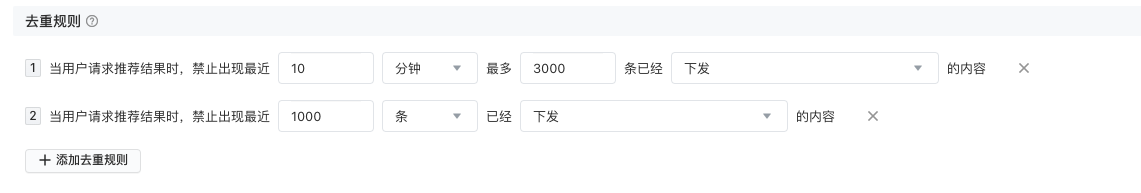 去重规则 ?
1 当用户请求推荐结果时，禁止出现最近 10 分钟 最多 3000 条已经 下发 的内容
2 当用户请求推荐结果时，禁止出现最近 1000 条 已经 下发 的内容
+ 添加去重规则